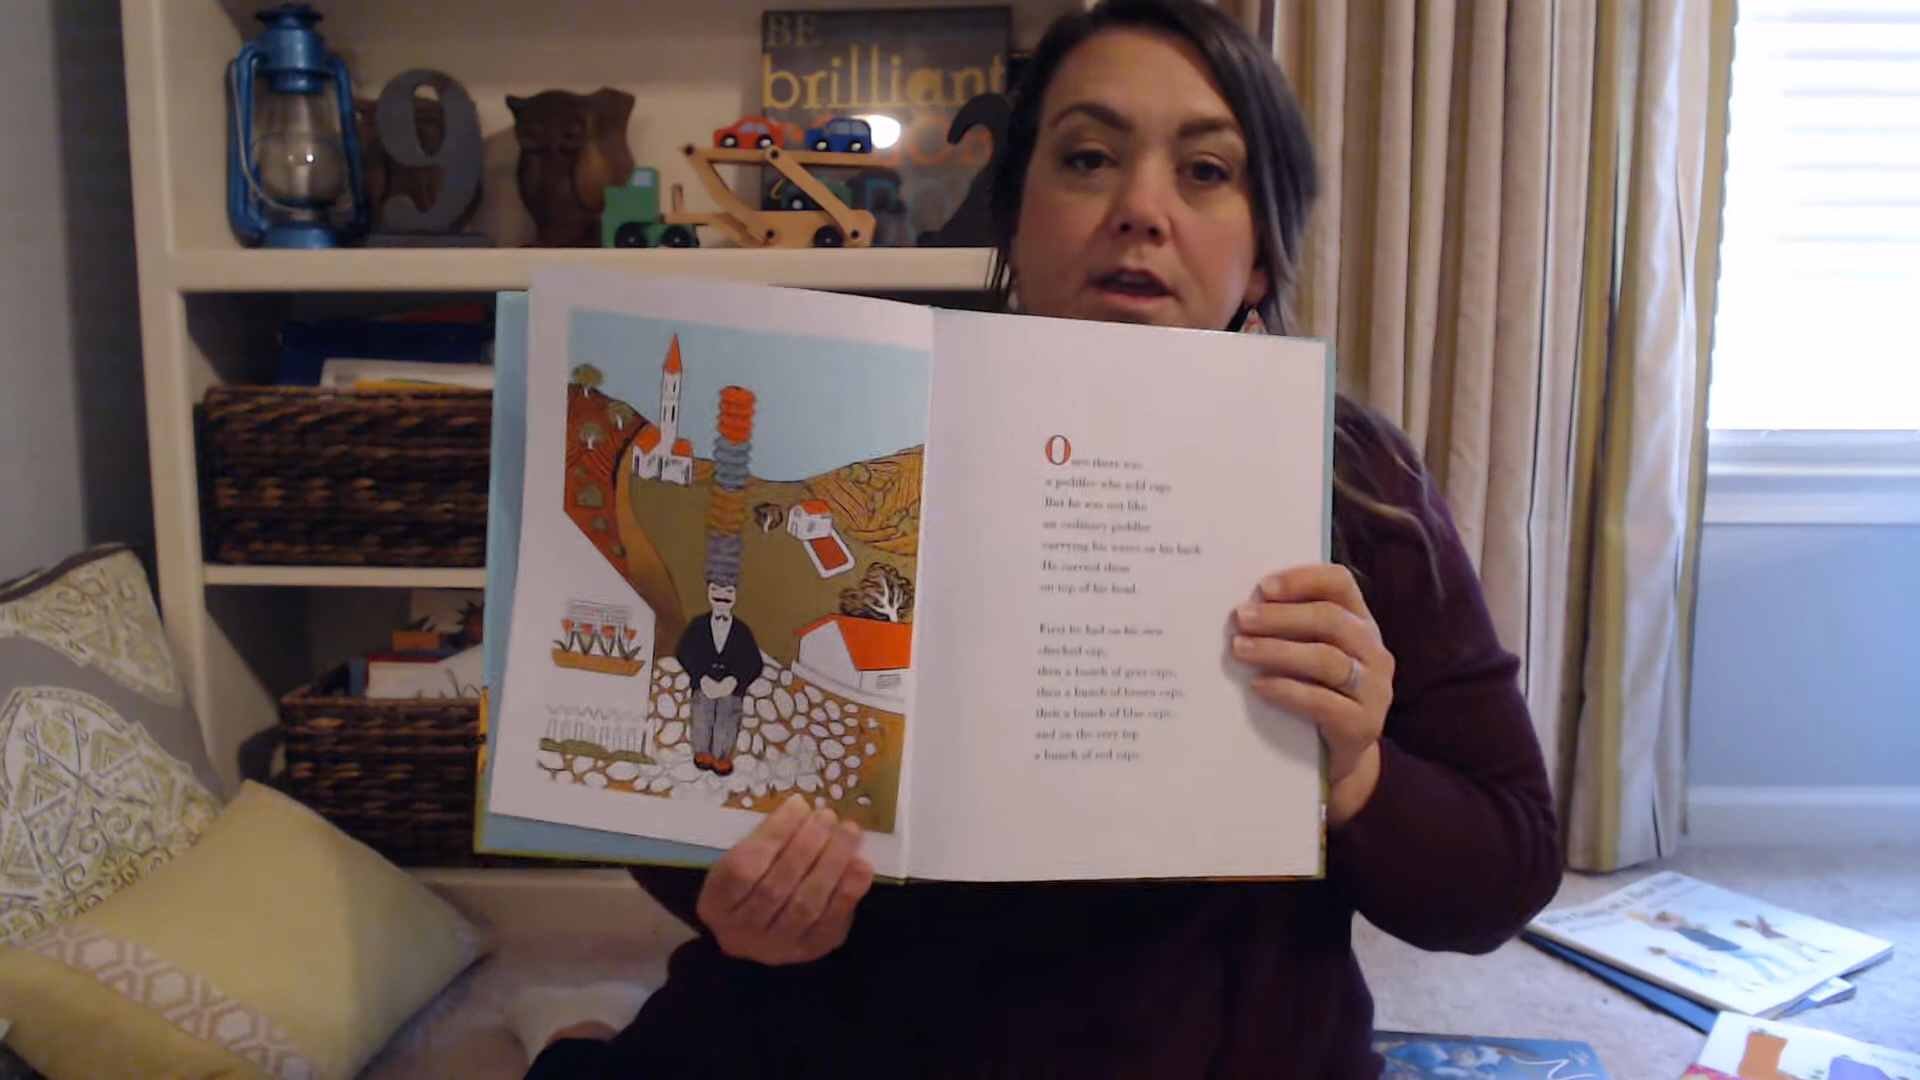 BE
brilliant
9
2
Once there was
a peddler who sold caps.
But he was not like
an ordinary peddler
carrying his wares on his back.
He carried them
on top of his head.
First he had on his own
checked cap,
then a bunch of gray caps,
then a bunch of brown caps,
then a bunch of blue caps,
and on the very top
a bunch of red caps.